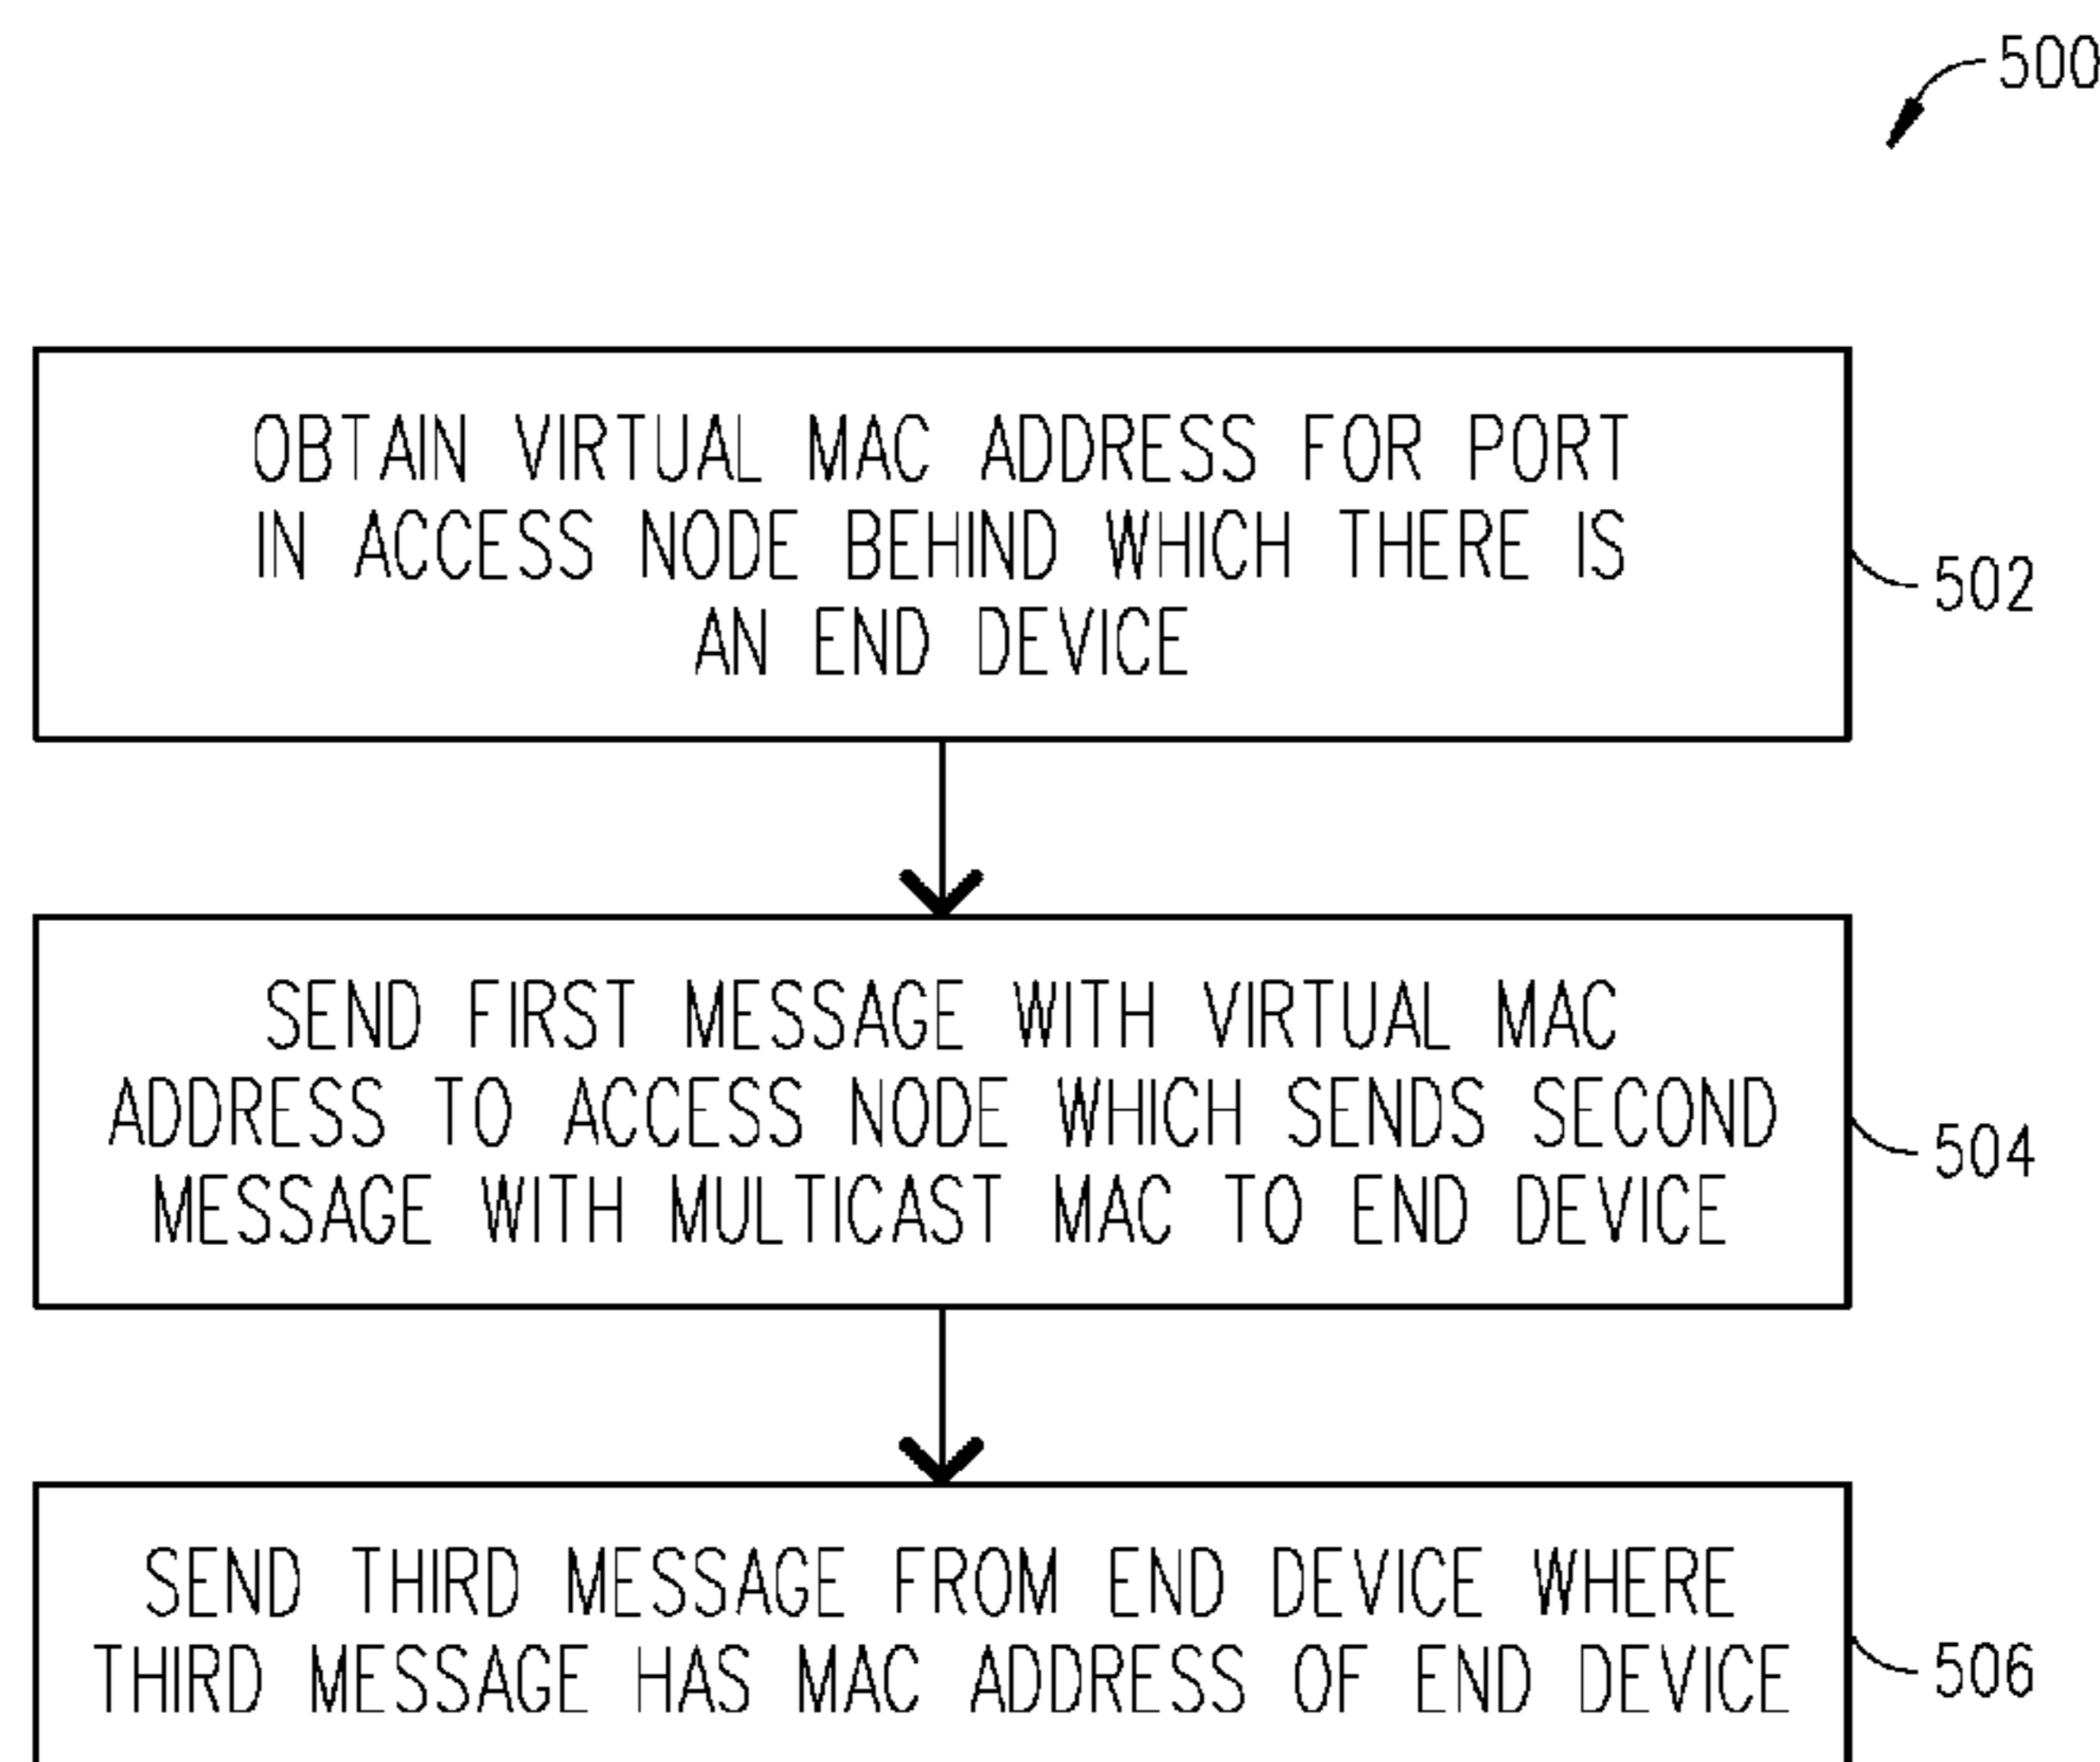 500
OBTAIN VIRTUAL MAC ADDRESS FOR PORT
IN ACCESS NODE BEHIND WHICH THERE IS
AN END DEVICE
502
SEND FIRST MESSAGE WITH VIRTUAL MAC
ADDRESS TO ACCESS NODE WHICH SENDS SECOND
MESSAGE WITH MULTICAST MAC TO END DEVICE
504
SEND THIRD MESSAGE FROM END DEVICE WHERE
THIRD MESSAGE HAS MAC ADDRESS OF END DEVICE
506